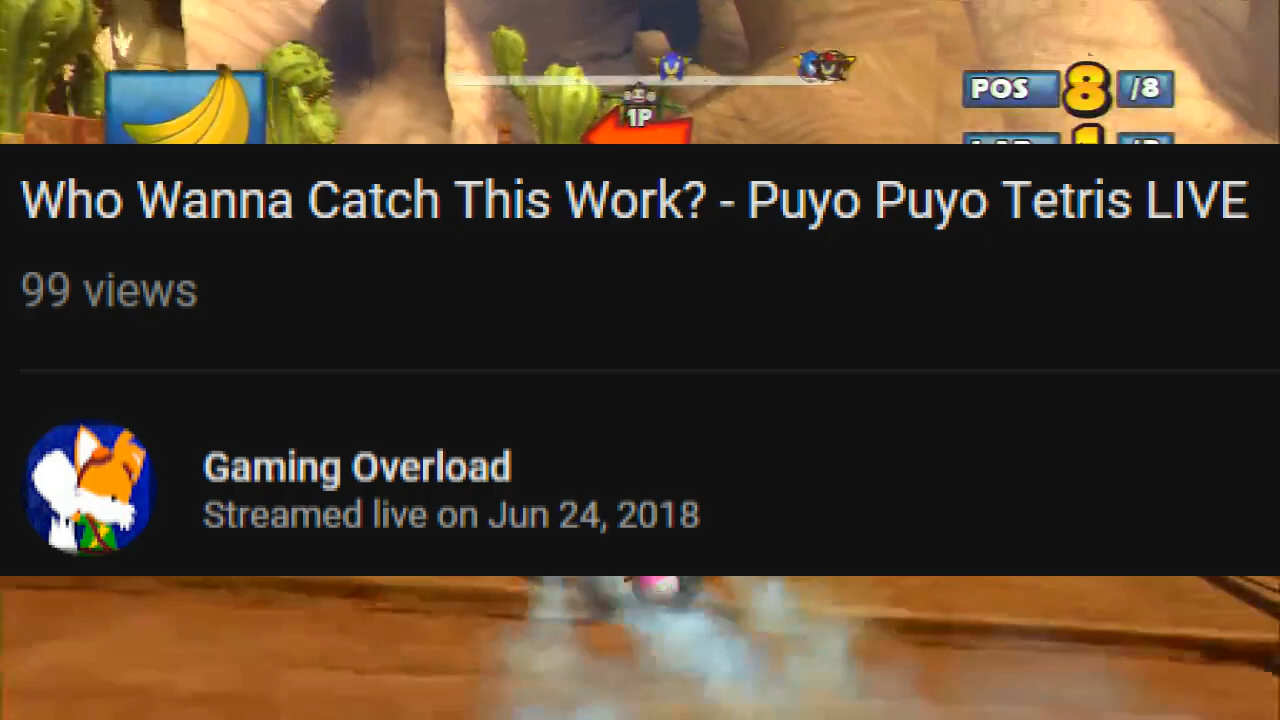 POS 8 /8
1P
Who Wanna Catch This Work? - Puyo Puyo Tetris LIVE
99 views
Gaming Overload
Streamed live on Jun 24, 2018